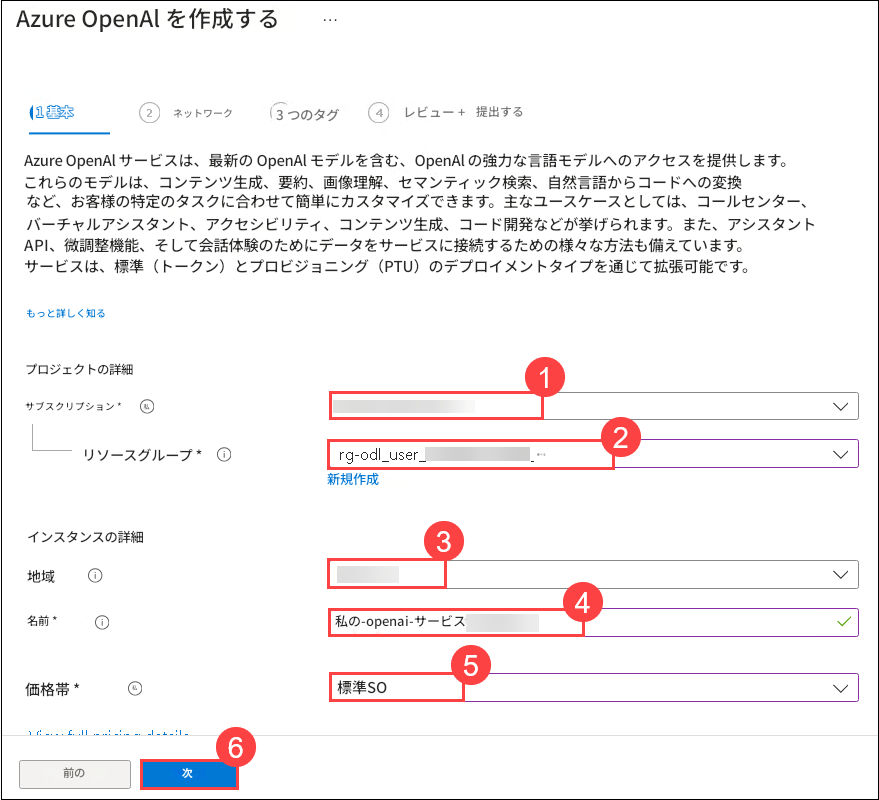 Azure OpenAI を作成する ...
1 基本 2 ネットワーク 3 つのタグ 4 レビュー + 提出する
Azure OpenAI サービスは、最新の OpenAI モデルを含む、OpenAI の強力な言語モデルへのアクセスを提供します。
これらのモデルは、コンテンツ生成、要約、画像理解、セマンティック検索、自然言語からコードへの変換
など、お客様の特定のタスクに合わせて簡単にカスタマイズできます。主なユースケースとしては、コールセンター、
バーチャルアシスタント、アクセシビリティ、コンテンツ生成、コード開発などが挙げられます。また、アシスタント
API、微調整機能、そして会話体験のためにデータをサービスに接続するための様々な方法も備えています。
サービスは、標準（トークン）とプロビジョニング（PTU）のデプロイメントタイプを通じて拡張可能です。
もっと詳しく知る
プロジェクトの詳細
1
サブスクリプション * 私
2
リソースグループ * i rg-odl_user_
新規作成
インスタンスの詳細
3
地域 i
4
名前 * i 私の-openai-サービス
5
価格帯 * 私 標準SO
View full pricing details
6
前の 次